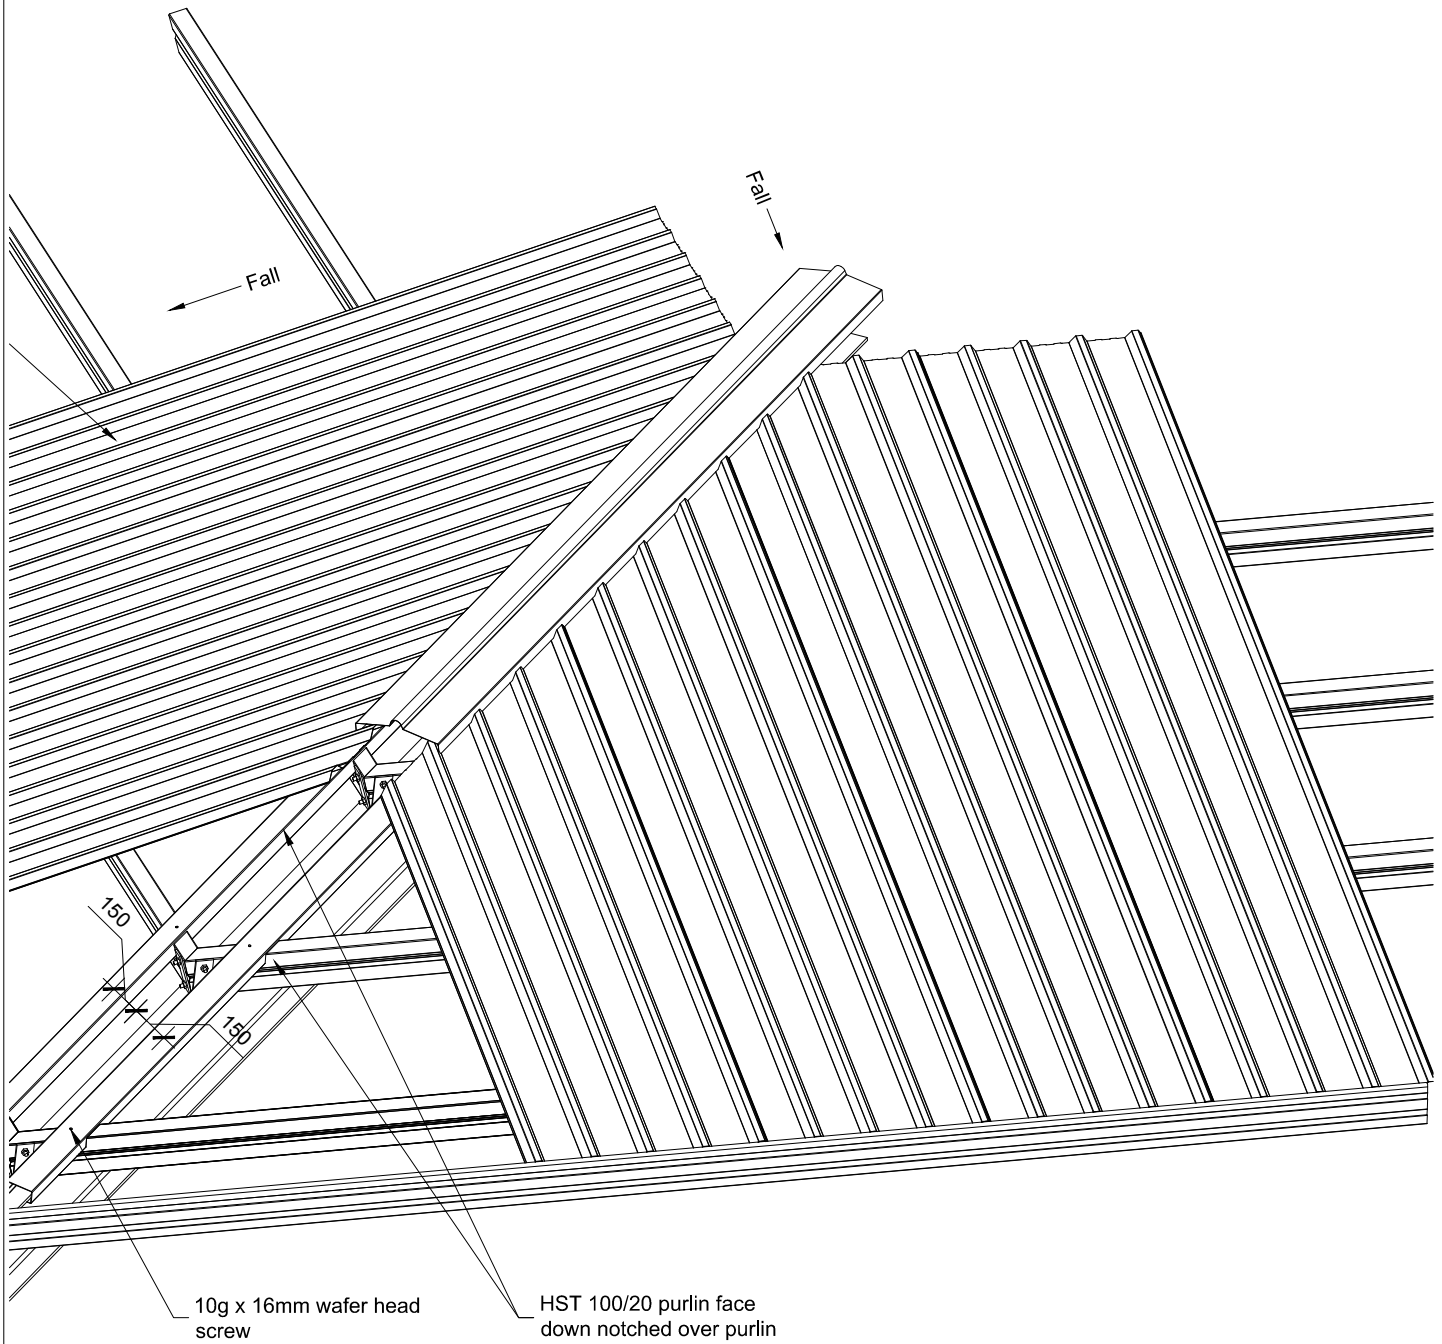 Fall
Fall
150
150
10g x 16mm wafer head
screw
HST 100/20 purlin face
down notched over purlin